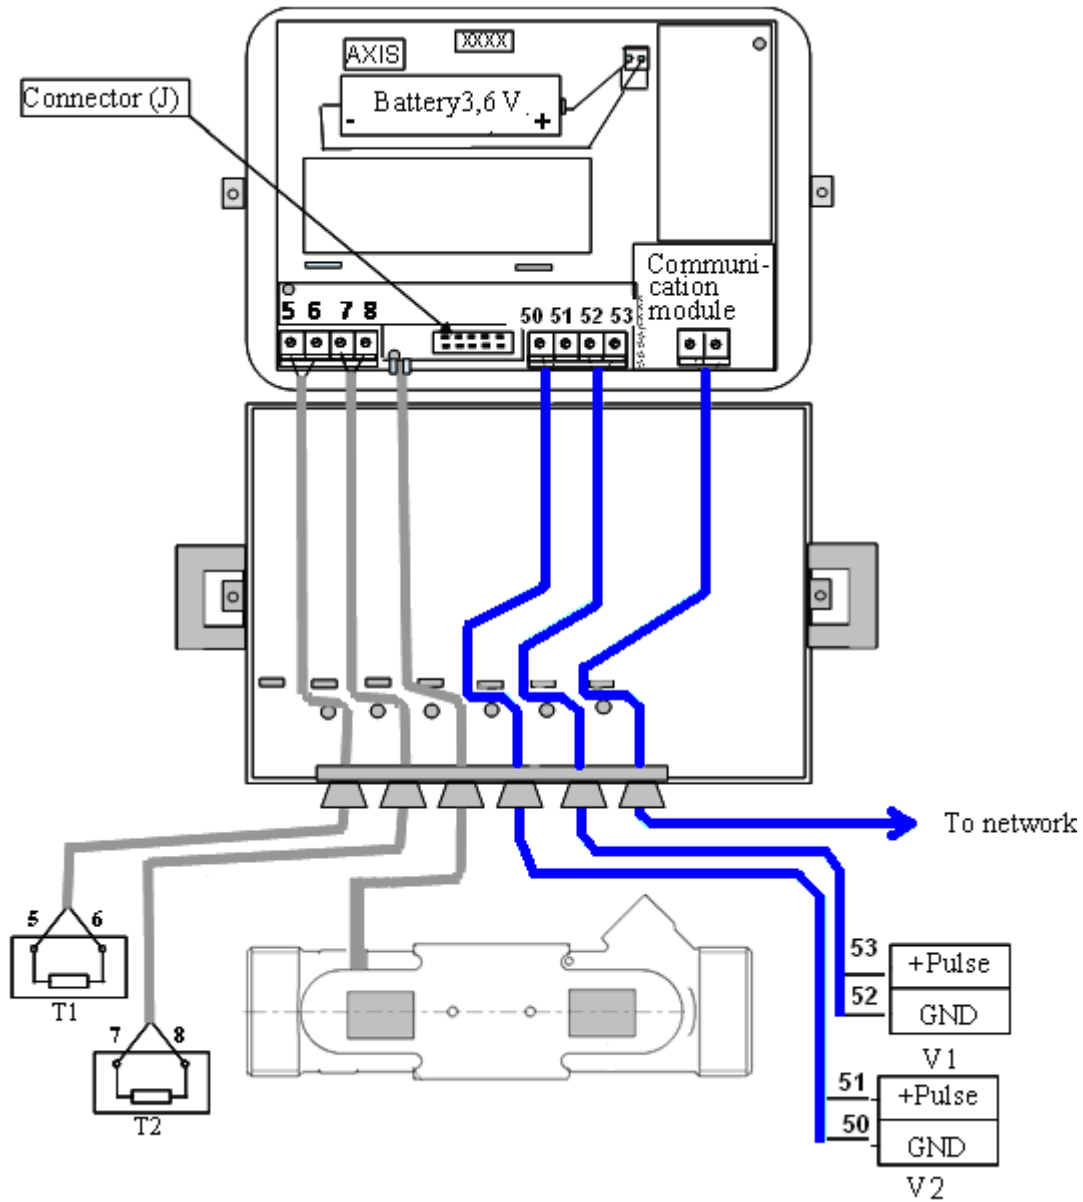 XXXX
AXIS
Connector (J)
Battery3,6 V
- +
Communi-
cation
module
5 6 7 8
50 51 52 53
To network
5 6
53
+Pulse
52
GND
T1
V1
7 8
51
+Pulse
50
GND
T2
V2